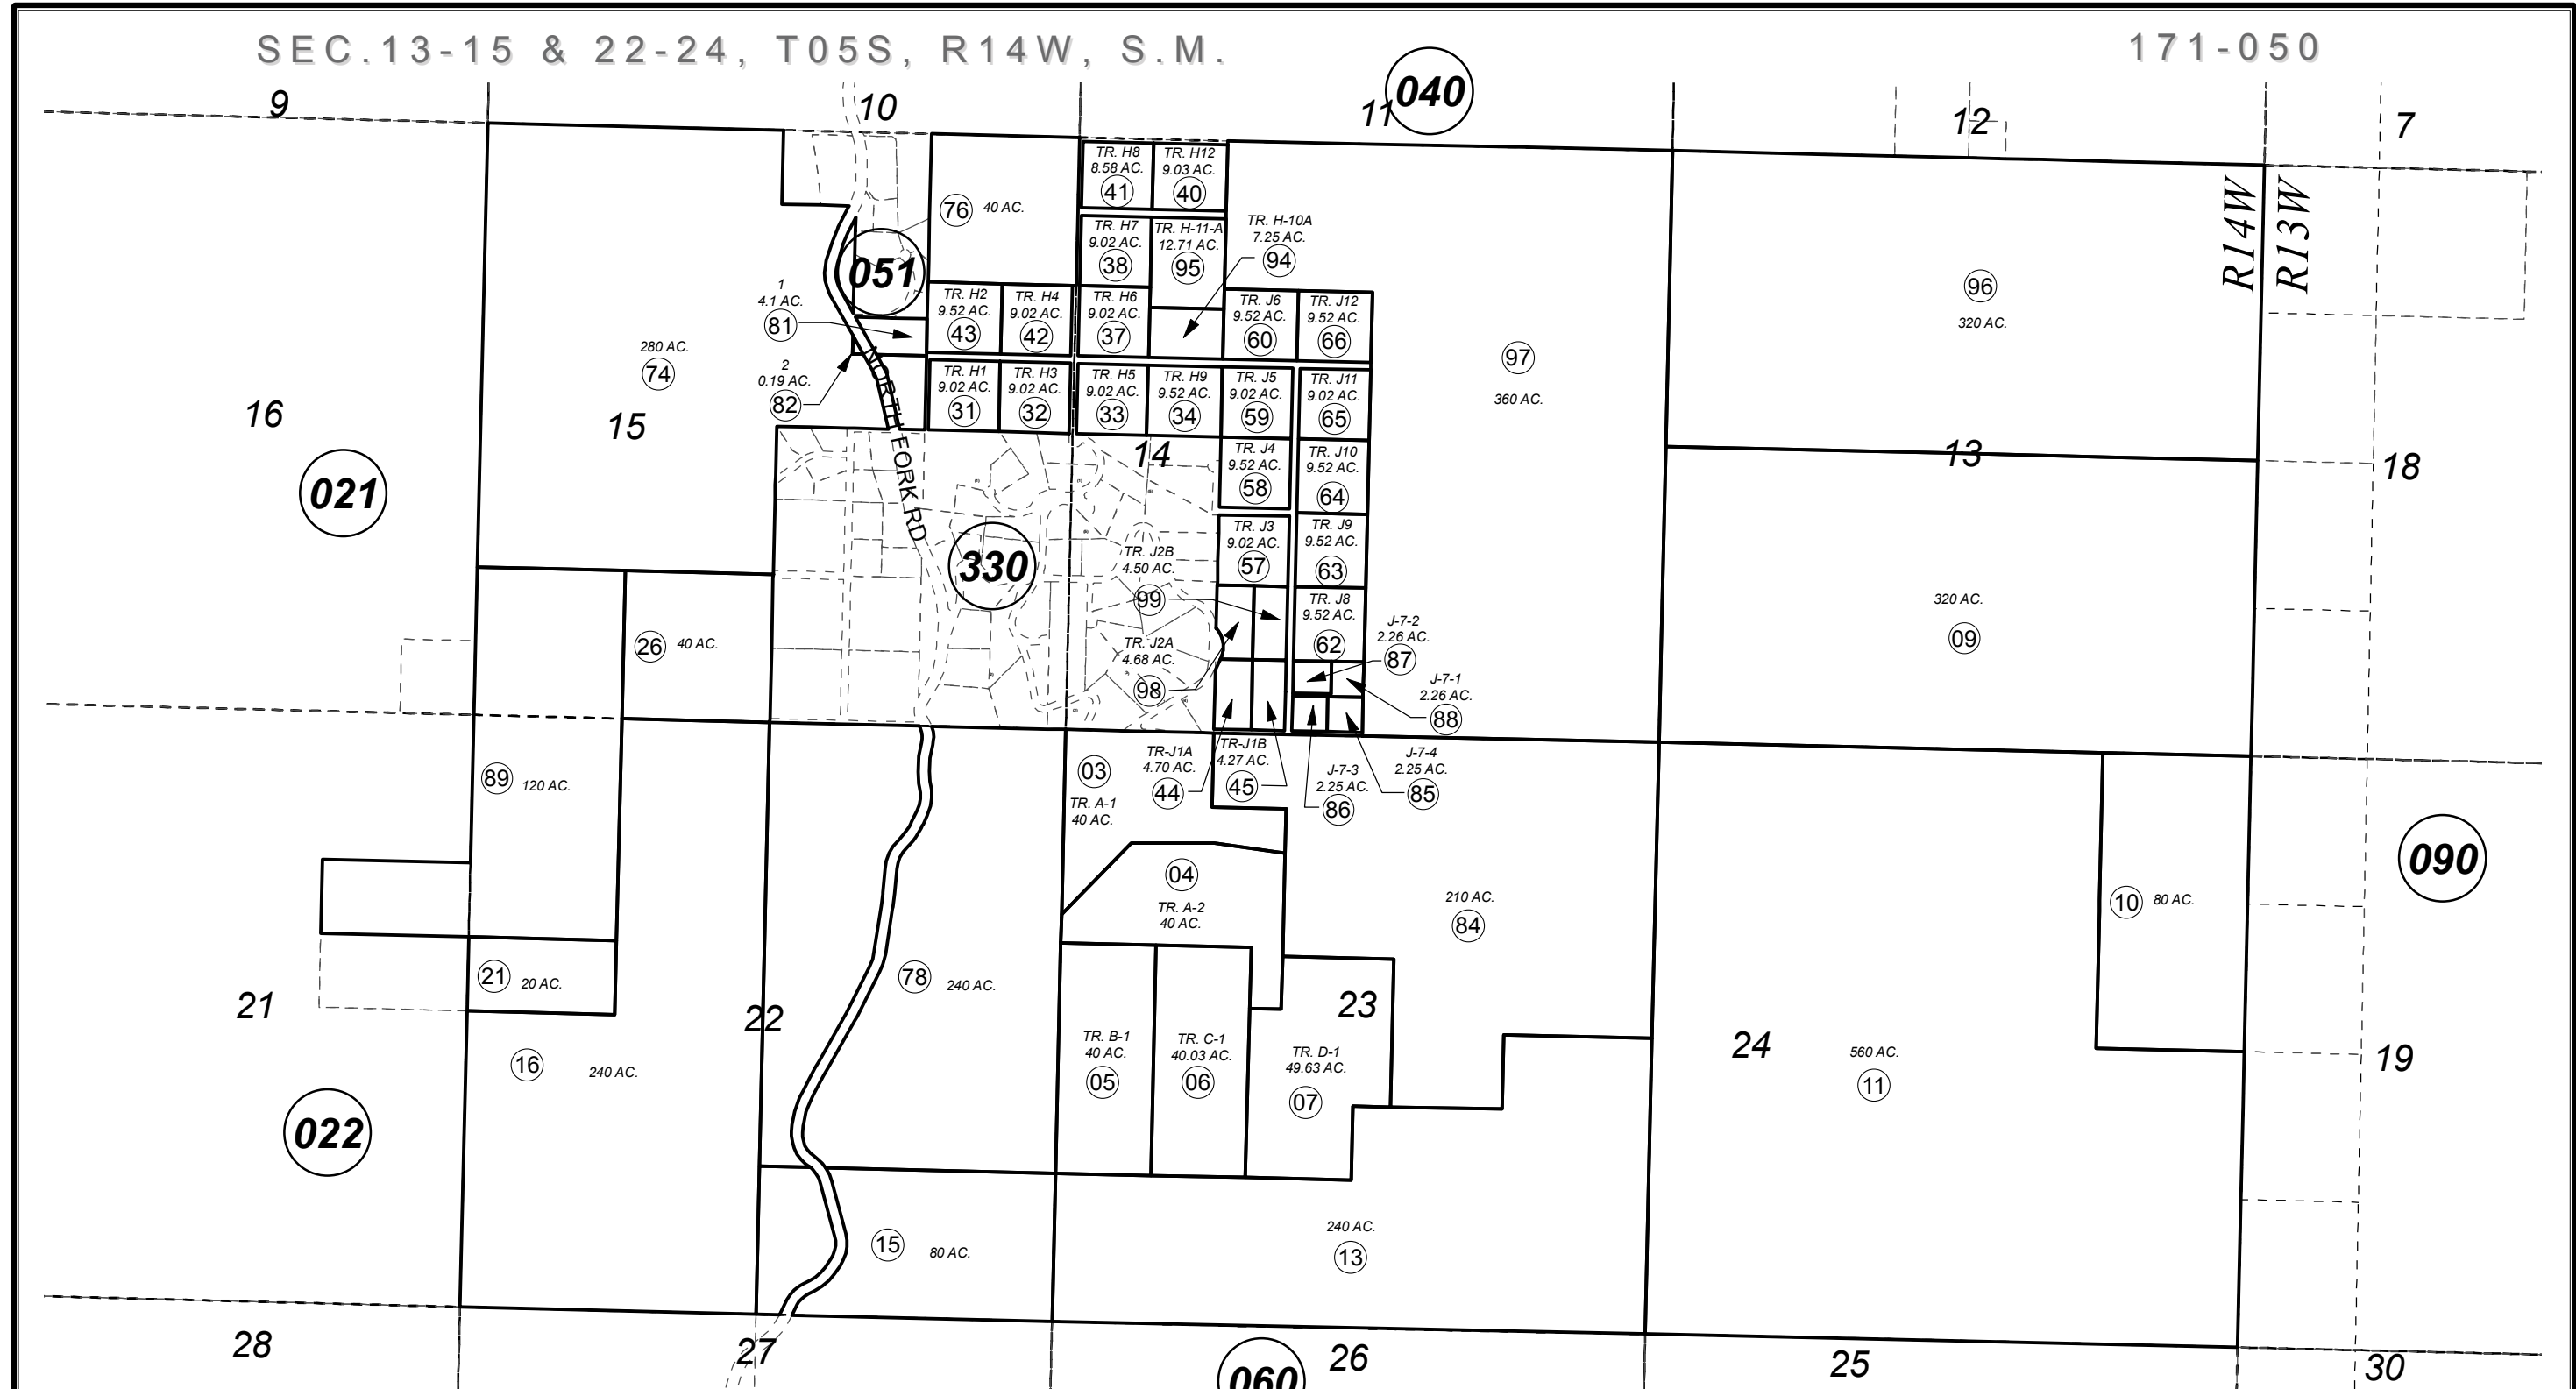 SEC.13-15 & 22-24, T05S, R14W, S.M.
171-050
9
10
11
040
12
7
R14W
R13W
TR. H8
8.58 AC.
41
TR. H12
9.03 AC.
40
76
40 AC.
TR. H7
9.02 AC.
38
TR. H-11-A
12.71 AC.
95
TR. H-10A
7.25 AC.
94
051
1
4.1 AC.
81
TR. H2
9.52 AC.
43
TR. H4
9.02 AC.
42
TR. H6
9.02 AC.
37
TR. J6
9.52 AC.
60
TR. J12
9.52 AC.
66
96
320 AC.
280 AC.
74
2
0.19 AC.
82
NORTH FORK RD
TR. H1
9.02 AC.
31
TR. H3
9.02 AC.
32
TR. H5
9.02 AC.
33
TR. H9
9.52 AC.
34
TR. J5
9.02 AC.
59
TR. J11
9.02 AC.
65
97
360 AC.
16
15
14
13
18
021
TR. J4
9.52 AC.
58
TR. J10
9.52 AC.
64
330
TR. J3
9.02 AC.
57
TR. J9
9.52 AC.
63
TR. J2B
4.50 AC.
99
TR. J8
9.52 AC.
62
320 AC.
09
26
40 AC.
TR. J2A
4.68 AC.
98
J-7-2
2.26 AC.
87
J-7-1
2.26 AC.
88
89
120 AC.
03
TR. A-1
40 AC.
TR-J1A
4.70 AC.
44
TR-J1B
4.27 AC.
45
J-7-3
2.25 AC.
86
J-7-4
2.25 AC.
85
090
04
TR. A-2
40 AC.
210 AC.
84
10
80 AC.
21
20 AC.
78
240 AC.
21
22
23
24
19
16
240 AC.
TR. B-1
40 AC.
05
TR. C-1
40.03 AC.
06
TR. D-1
49.63 AC.
07
560 AC.
11
022
15
80 AC.
240 AC.
13
28
27
060
26
25
30